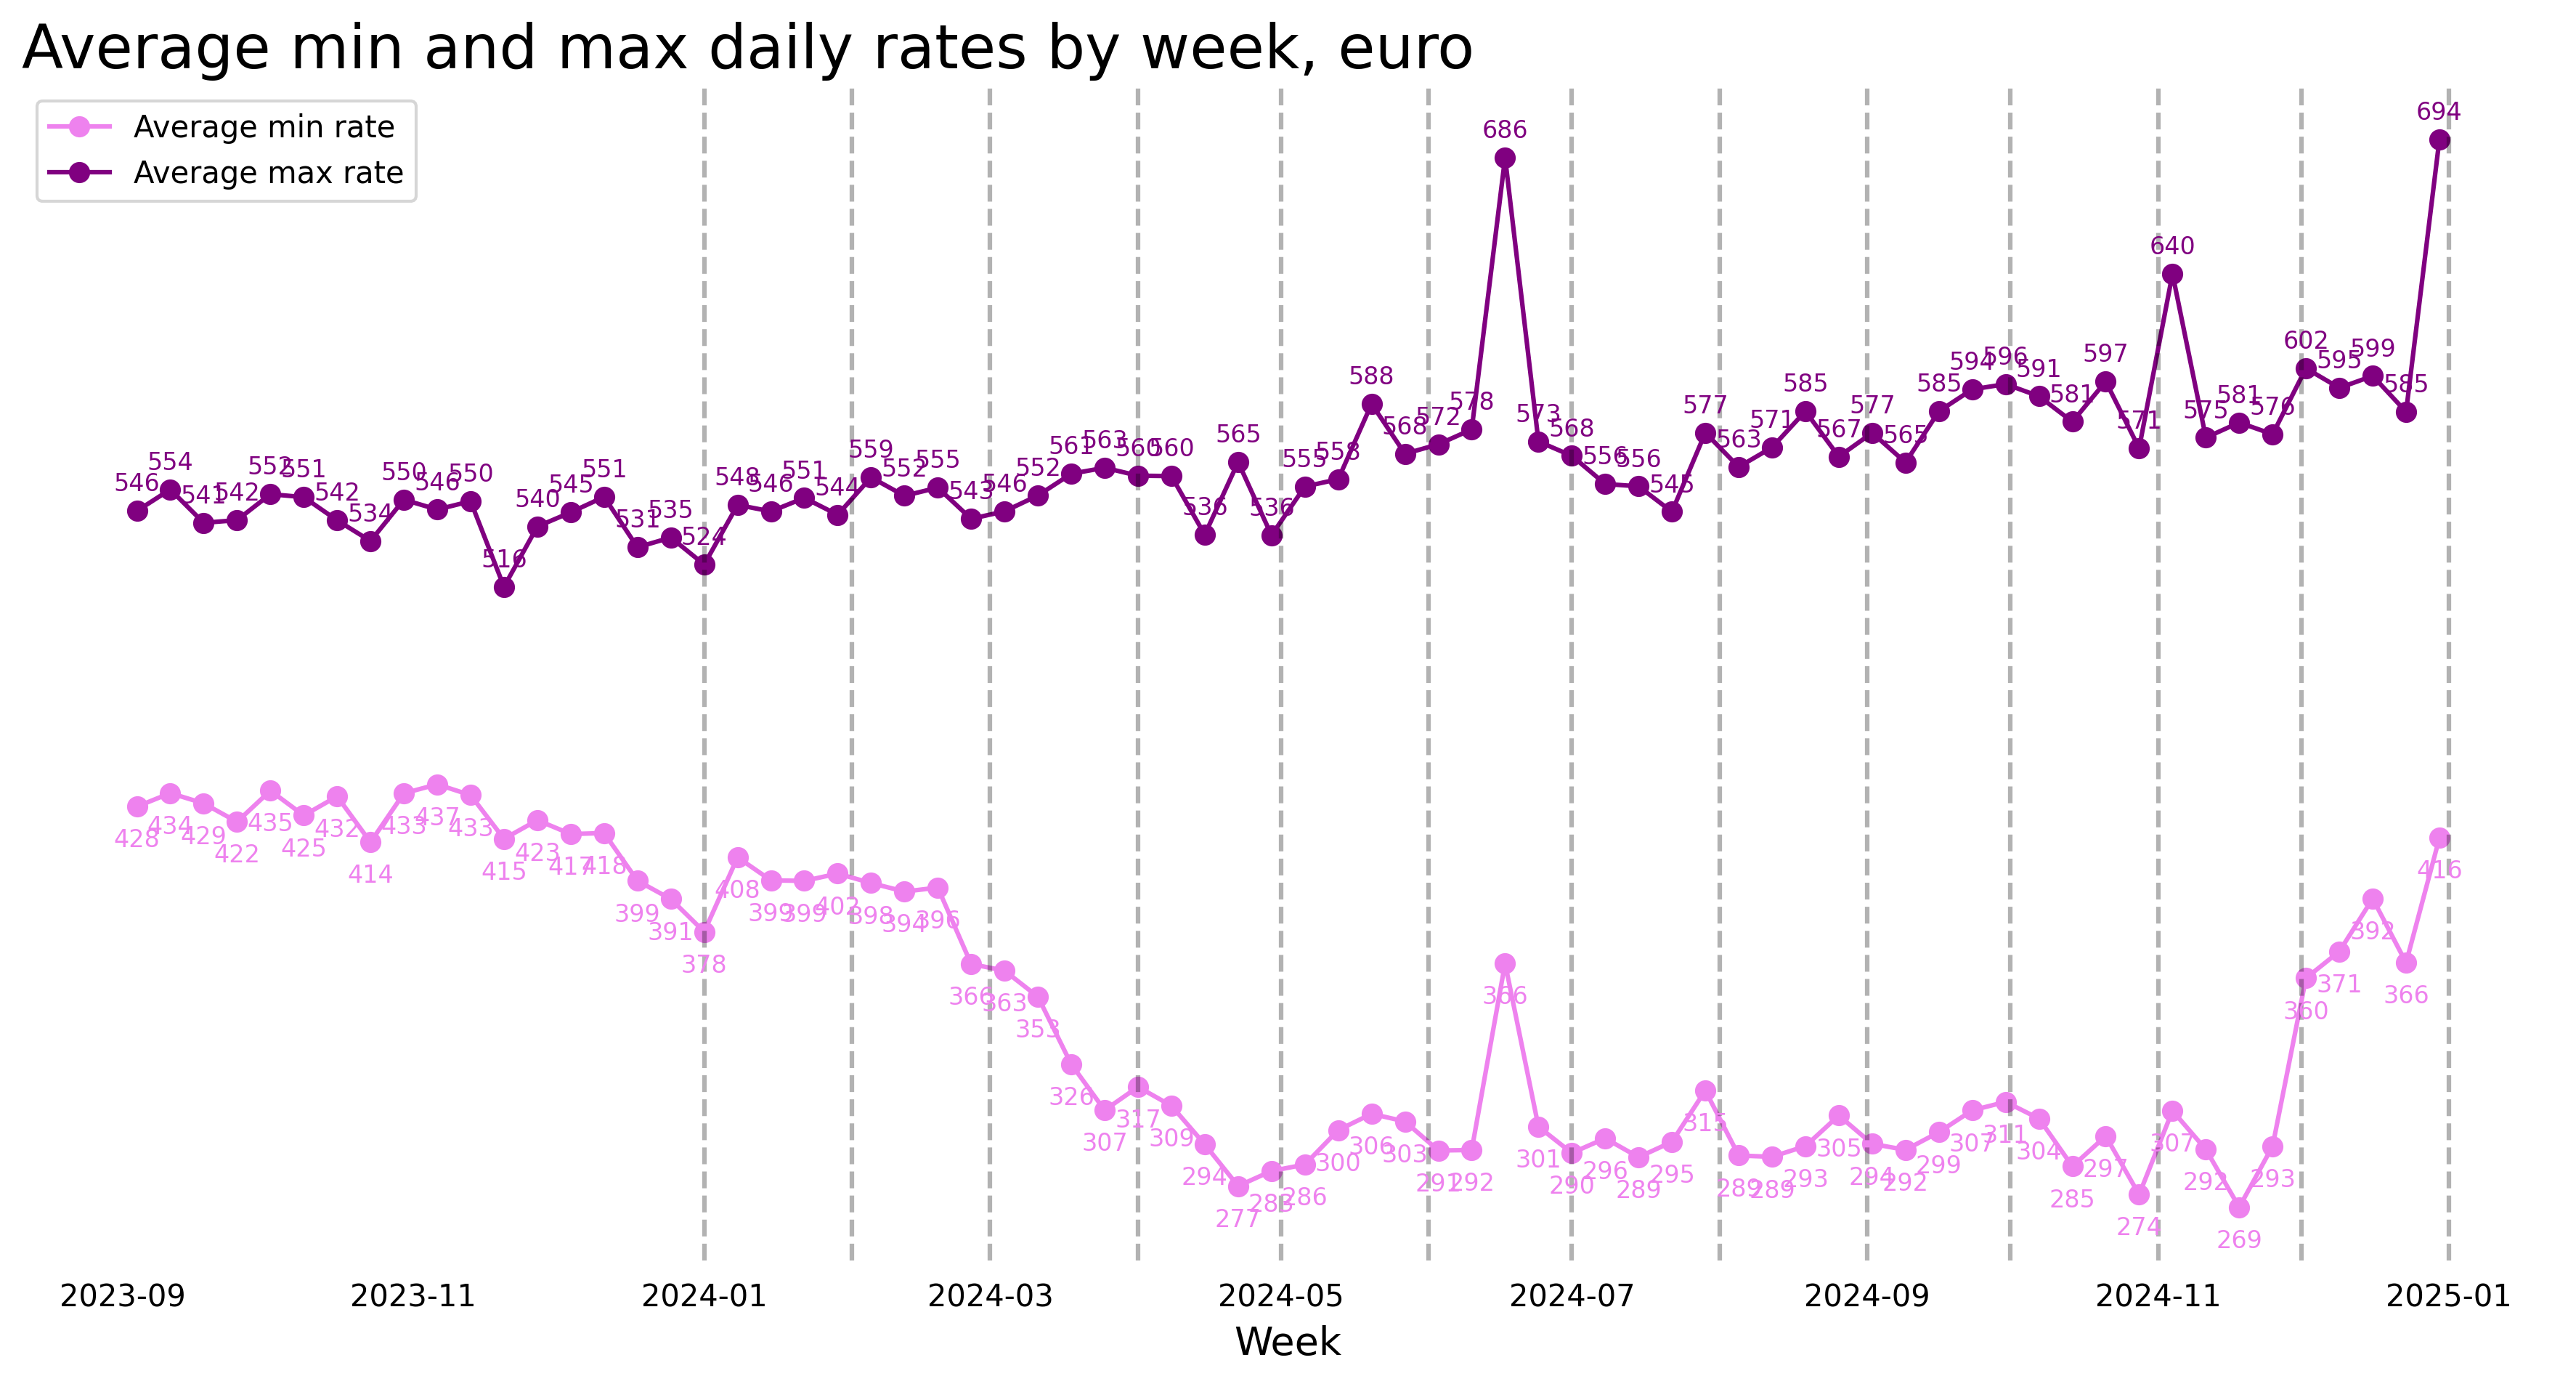 Average min and max daily rates by week, euro
Average min rate
Average max rate
546 554 541 542 552 551 542 534 550 546 550 516 540 545 551 531 535 524 548 546 551 544 559 552 555 543 546 552 561 563 560 560 536 565 536 555 558 588 568 572 578 686 573 568 556 556 545 577 563 571 585 567 577 565 585 594 596 591 581 597 571 640 575 581 576 602 595 599 585 694
428 434 429 422 435 425 432 414 433 437 433 415 423 417 418 399 391 378 408 399 399 402 398 394 396 366 363 353 326 307 317 309 294 277 283 286 300 306 303 291 292 366 301 290 296 289 295 315 289 289 293 305 294 292 299 307 311 304 285 297 274 307 292 269 293 360 371 392 366 416
2023-09 2023-11 2024-01 2024-03 2024-05 2024-07 2024-09 2024-11 2025-01
Week